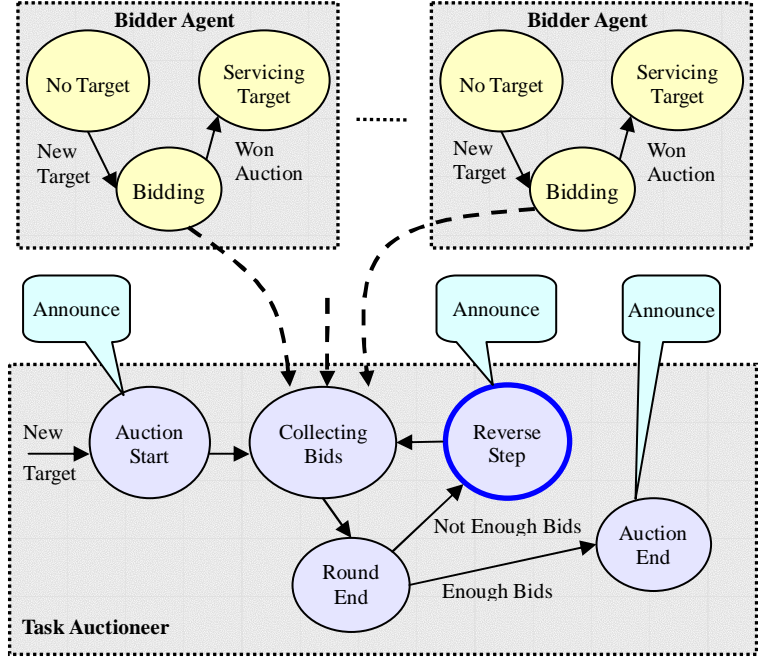 Bidder Agent
No Target
Servicing
Target
New
Target
Won
Auction
Bidding
Bidder Agent
No Target
Servicing
Target
New
Target
Won
Auction
Bidding
Announce
Announce
Announce
New
Target
Auction
Start
Collecting
Bids
Reverse
Step
Not Enough Bids
Auction
End
Round
End
Enough Bids
Task Auctioneer